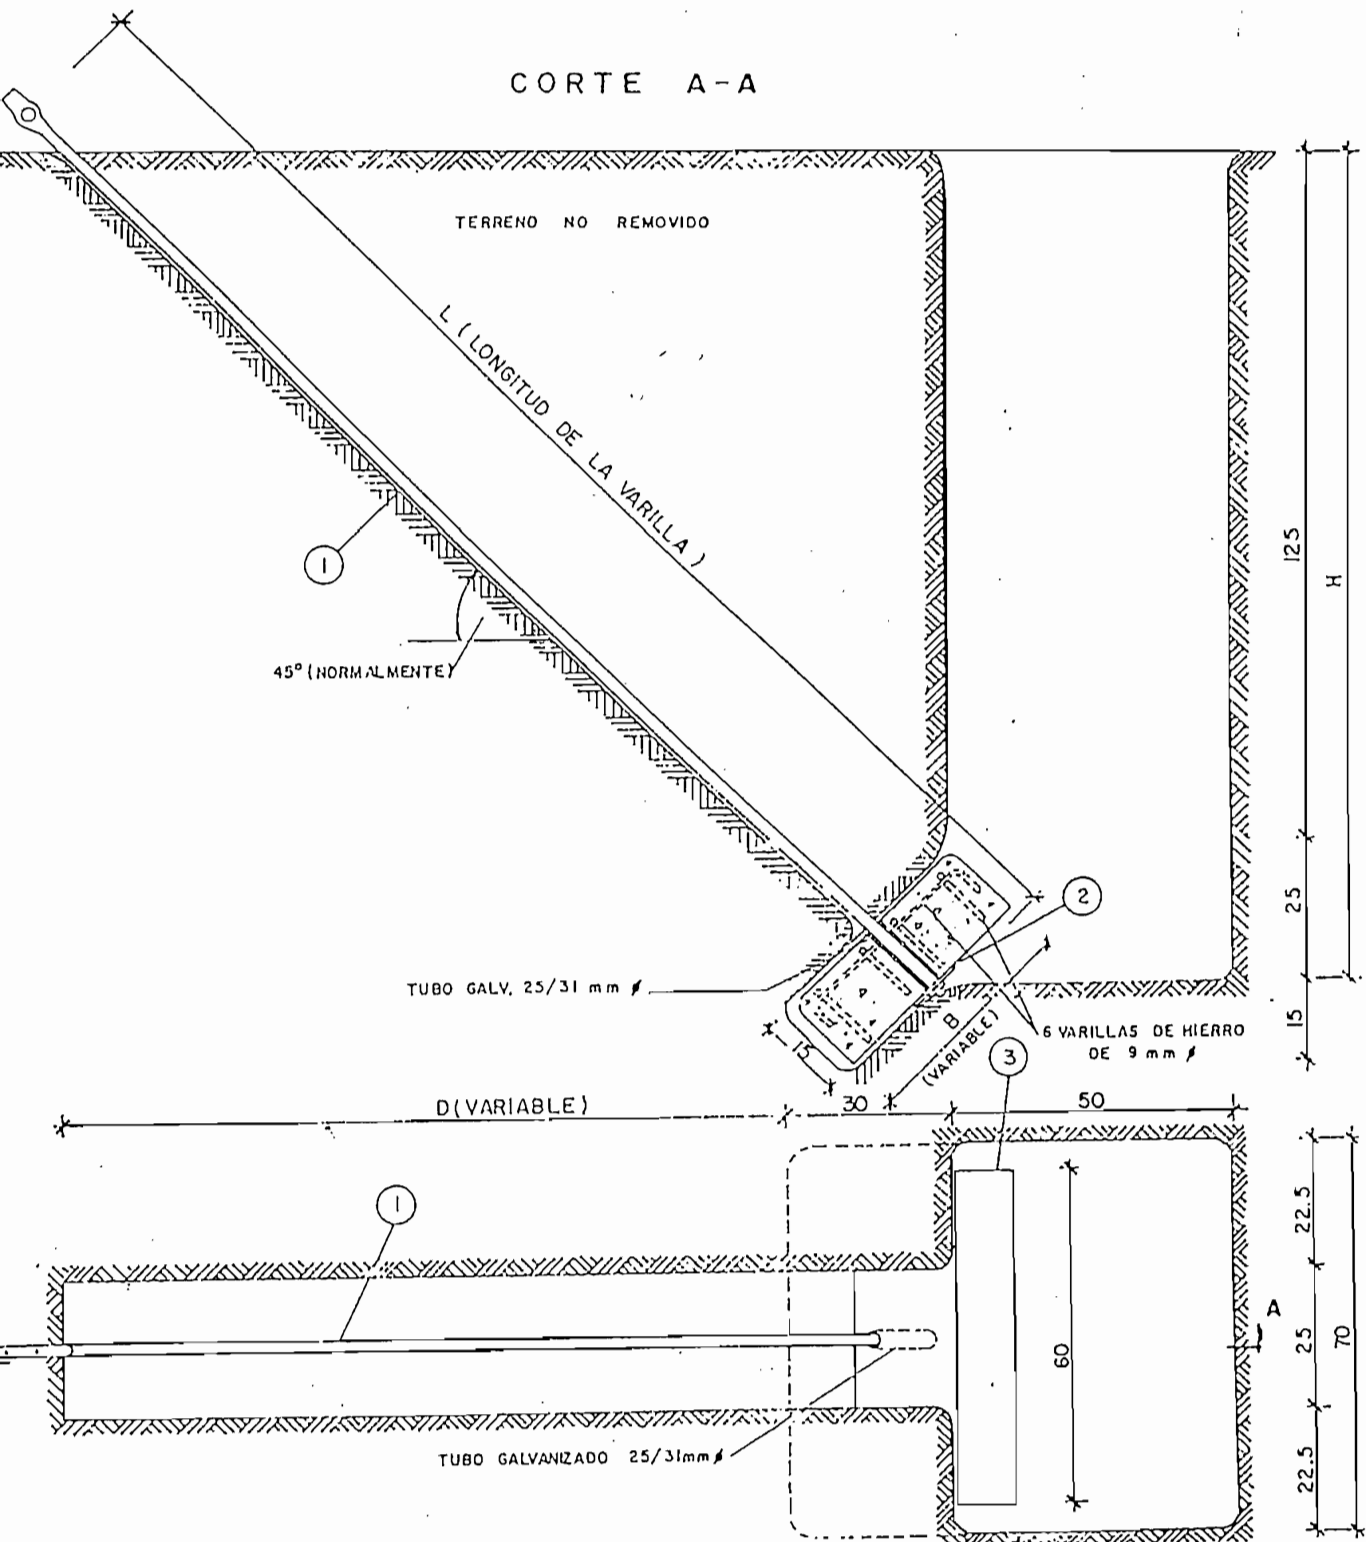 CORTE A-A
TERRENO NO REMOVIDO
L (LONGITUD DE LA VARILLA)
125
H
1
45° (NORMALMENTE)
2
25
TUBO GALV. 25/31 mm ø
15
B
(VARIABLE)
15
6 VARILLAS DE HIERRO
DE 9 mm ø
3
D(VARIABLE)
30
50
1
22.5
A
25
70
60
TUBO GALVANIZADO 25/31mm ø
22.5